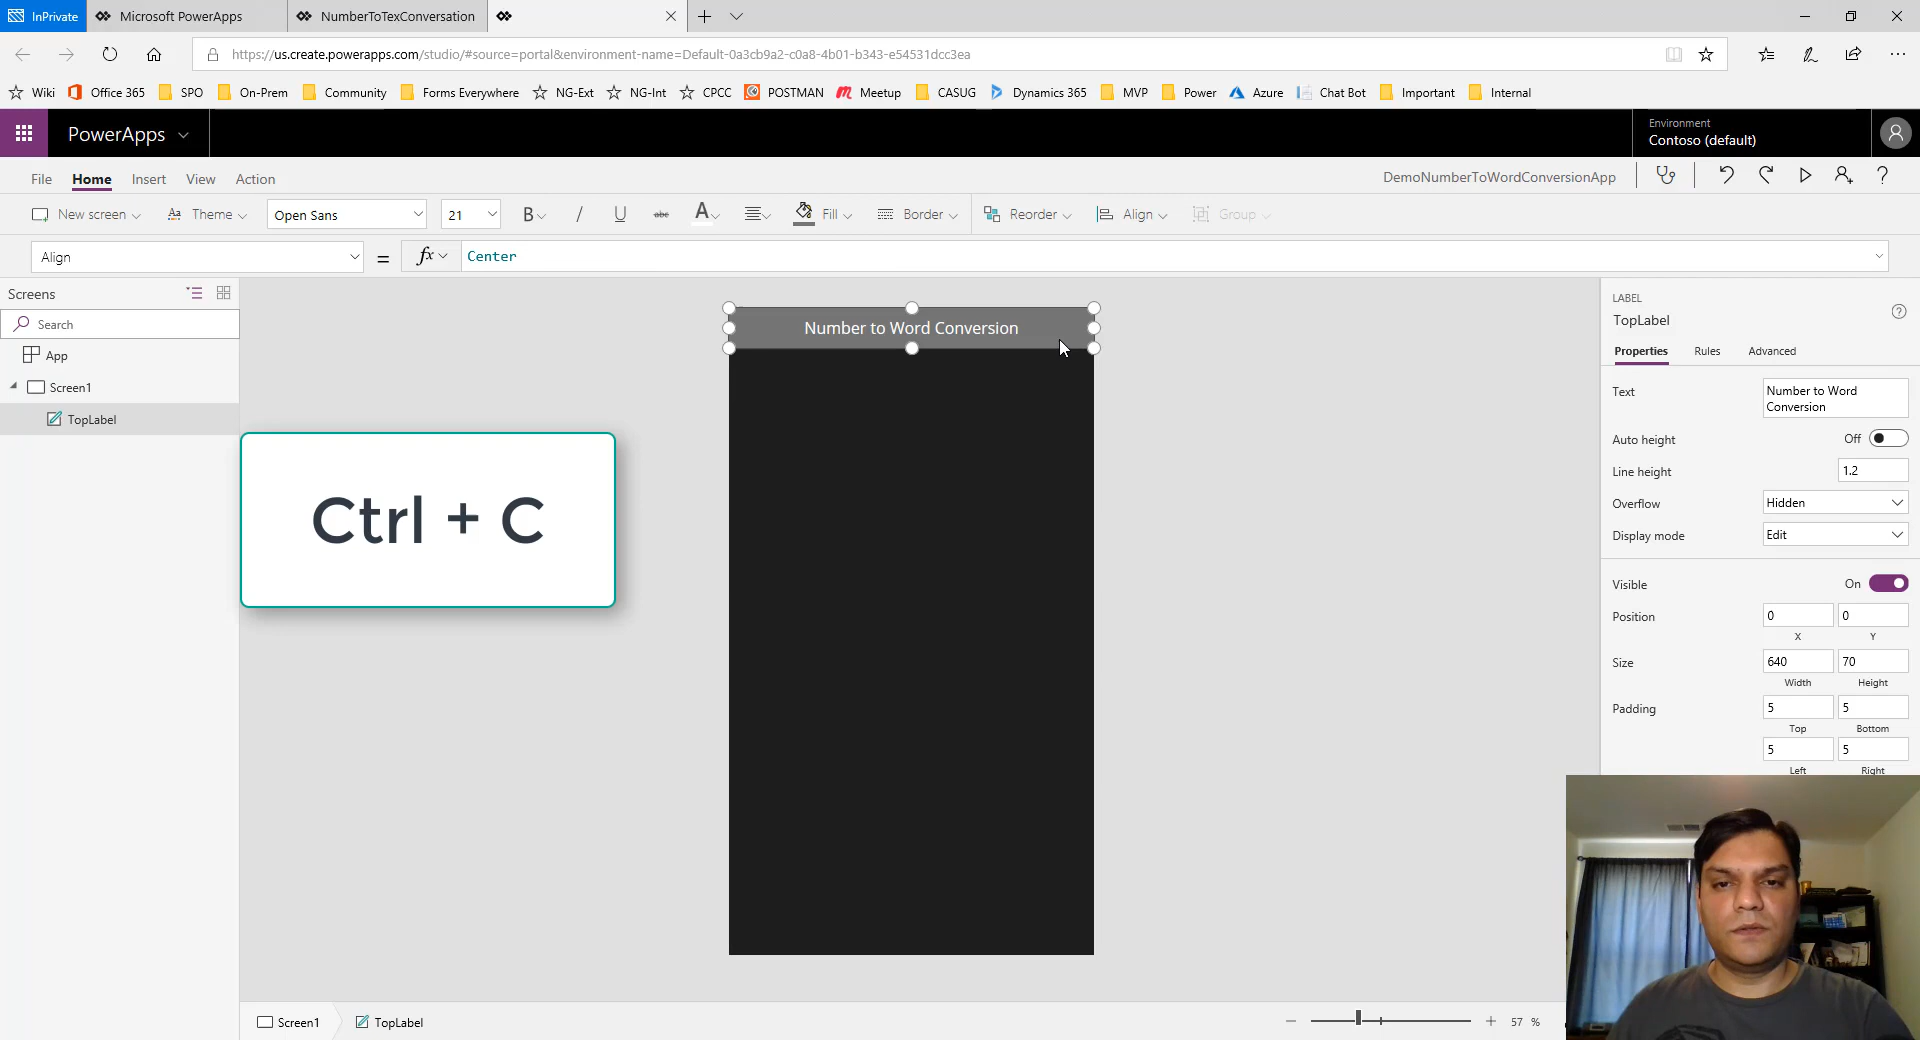 InPrivate
Microsoft PowerApps
NumberToTexConversation
https://us.create.powerapps.com/studio/#source=portal&environment-name=Default-0a3cb9a2-c0a8-4b01-b343-e54531dcc3ea
Wiki Office 365 SPO On-Prem Community Forms Everywhere NG-Ext NG-Int CPCC POSTMAN Meetup CASUG Dynamics 365 MVP Power Azure Chat Bot Important Internal
PowerApps
Environment
Contoso (default)
File Home Insert View Action
DemoNumberToWordConversionApp
New screen Aa Theme Open Sans 21 B / U abc A Fill Border Reorder Align Group
Align = fx Center
Screens
Search
App
Screen1
TopLabel
Ctrl + C
Number to Word Conversion
LABEL
TopLabel
Properties Rules Advanced
Text
Number to Word
Conversion
Auto height Off
Line height 1.2
Overflow Hidden
Display mode Edit
Visible On
Position 0 0
X Y
Size 640 70
Width Height
Padding 5 5
Top Bottom
5 5
Left Right
Screen1 TopLabel
57 %